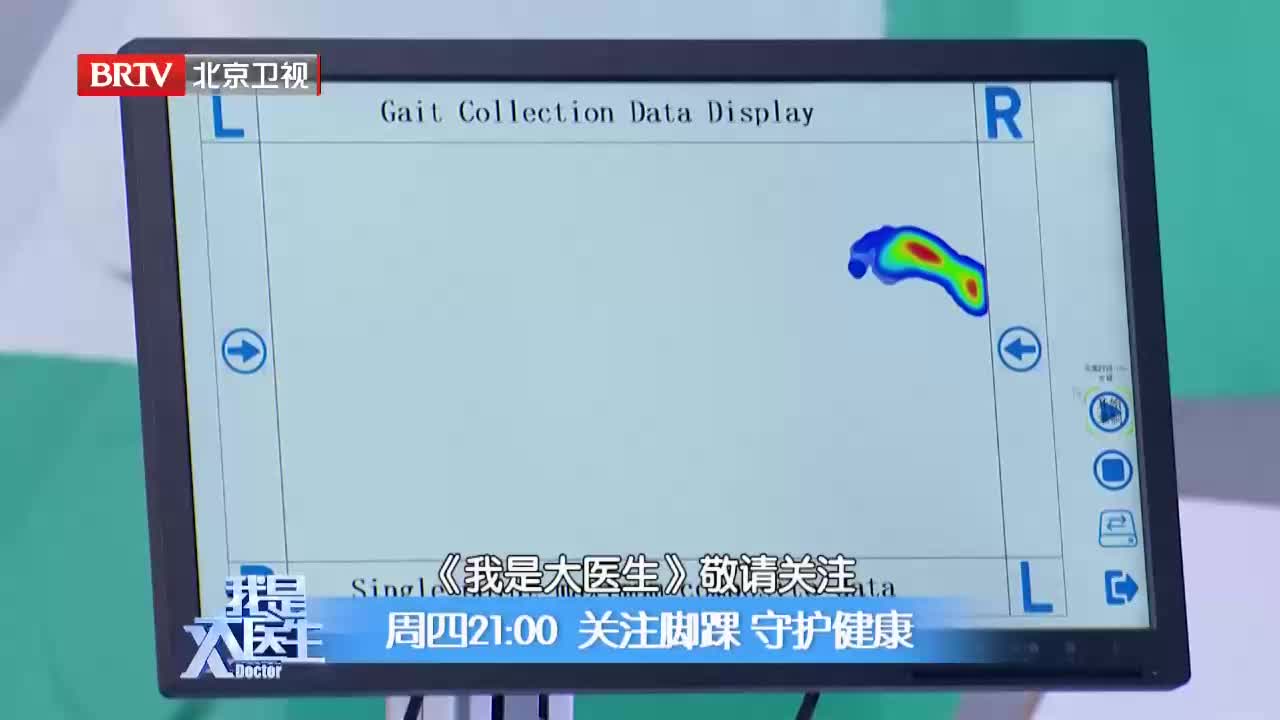 BRTV 北京卫视
L
Gait Collection Data Display
R
《我是大医生》敬请关注
Single
L
我是
大医生
Doctor
周四21:00 关注脚踝 守护健康